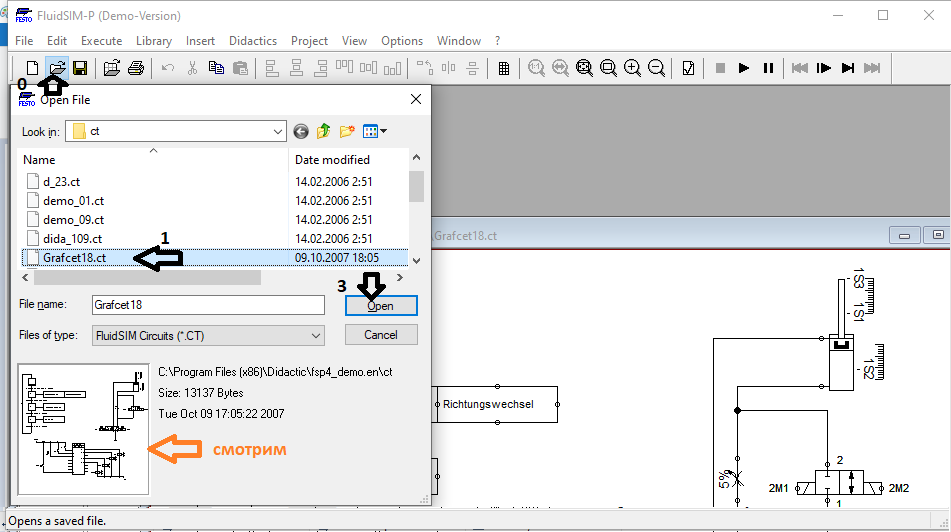 FESTO
FluidSIM-P (Demo-Version)
File Edit Execute Library Insert Didactics Project View Options Window ?
0
FESTO
Open File
Look in: ct
Name Date modified
d_23.ct 14.02.2006 2:51
demo_01.ct 14.02.2006 2:51
demo_09.ct 14.02.2006 2:51
dida_109.ct 14.02.2006 2:51
1
Grafcet18.ct 09.10.2007 18:05
3
File name: Grafcet18 Open
Files of type: FluidSIM Circuits (*.CT) Cancel
C:\Program Files (x86)\Didactic\fsp4_demo.en\ct
Size: 13137 Bytes
Tue Oct 09 17:05:22 2007
смотрим
Grafcet18.ct
1S3
1S1
1S2
Richtungswechsel
5%
2
2M1 2M2
1
Opens a saved file.